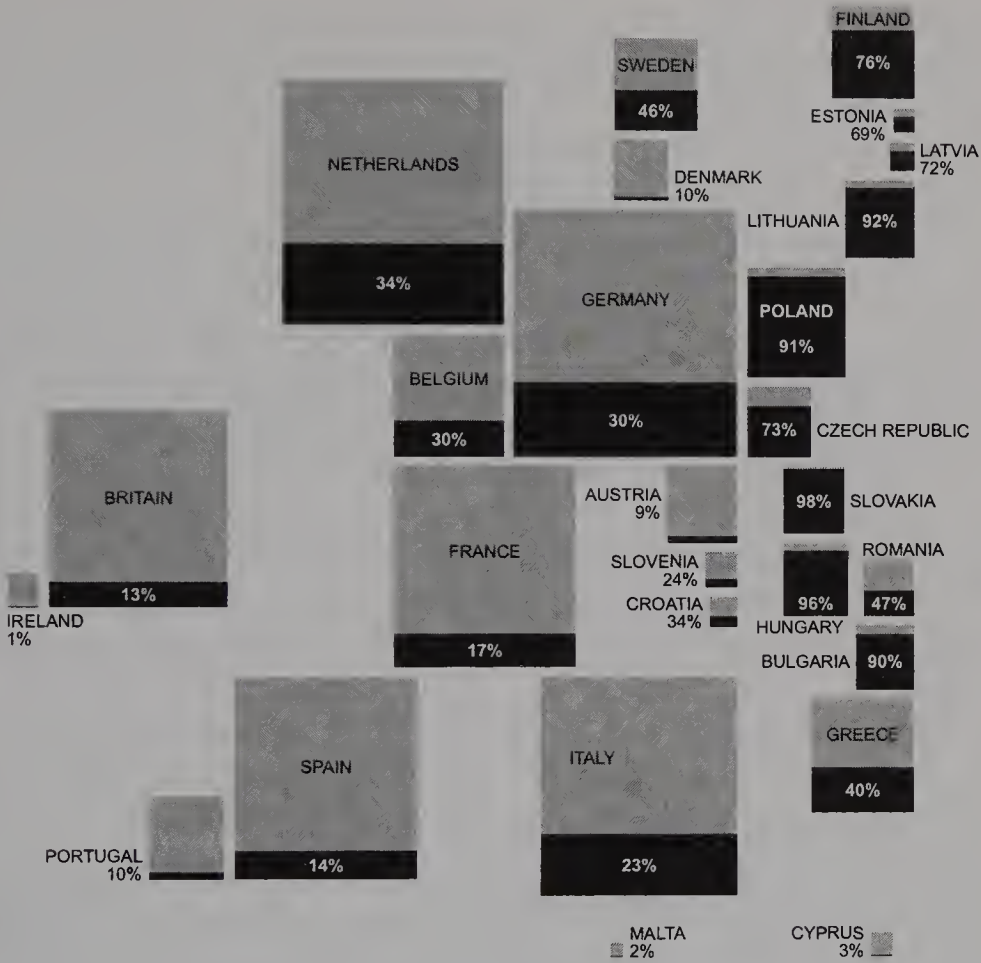 FINLAND
76%
SWEDEN
46%
ESTONIA
69%
LATVIA
72%
NETHERLANDS
34%
DENMARK
10%
LITHUANIA
92%
GERMANY
30%
POLAND
91%
BELGIUM
30%
73%
CZECH REPUBLIC
BRITAIN
13%
IRELAND
1%
FRANCE
17%
AUSTRIA
9%
98%
SLOVAKIA
SLOVENIA
24%
CROATIA
34%
96%
HUNGARY
ROMANIA
47%
BULGARIA
90%
SPAIN
14%
PORTUGAL
10%
ITALY
23%
GREECE
40%
MALTA
2%
CYPRUS
3%